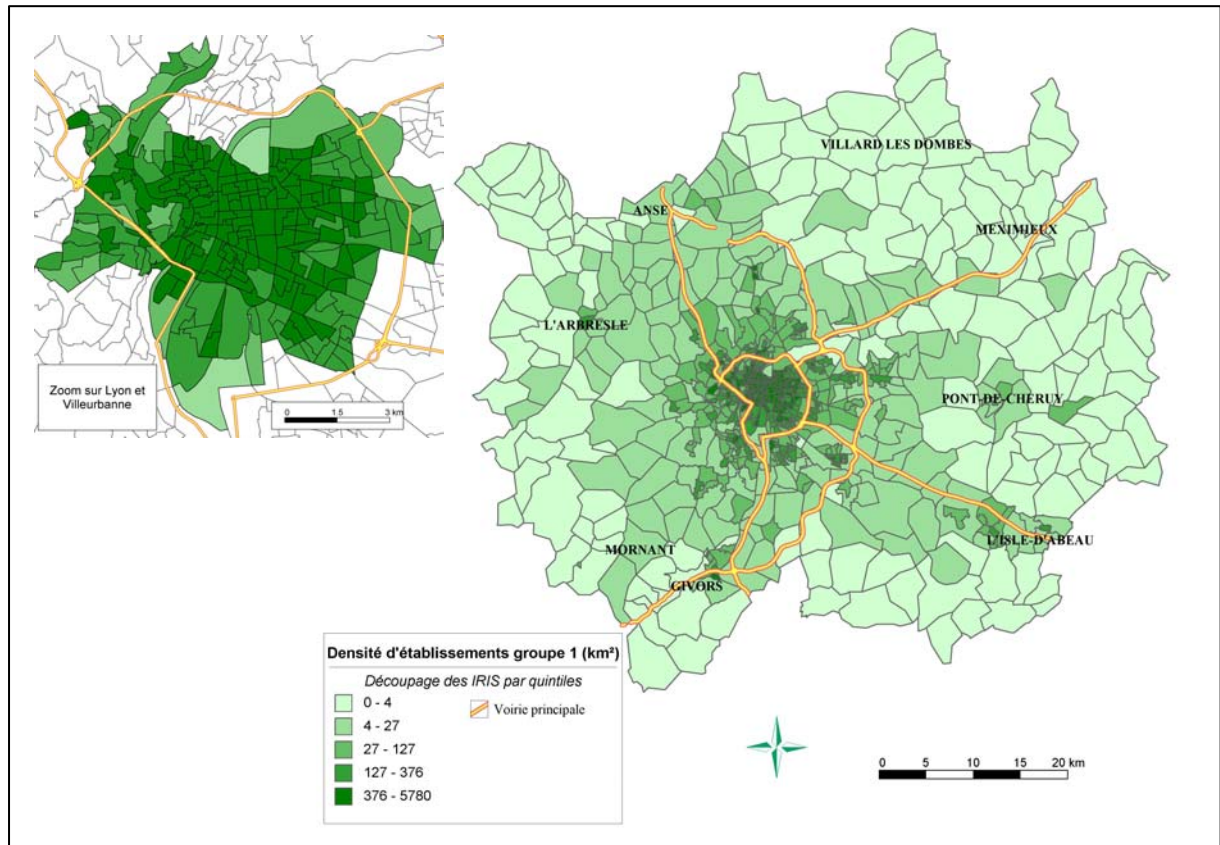 Zoom sur Lyon et
Villeurbanne
0 1.5 3 km
VILLARD LES DOMBES
ANSE
MEXIMIEUX
L'ARBRESLE
PONT-DE-CHERUY
L'ISLE-D'ABEAU
MORNANT
GIVORS
Densité d'établissements groupe 1 (km²)
Découpage des IRIS par quintiles
0 - 4
Voirie principale
4 - 27
27 - 127
127 - 376
376 - 5780
0 5 10 15 20 km